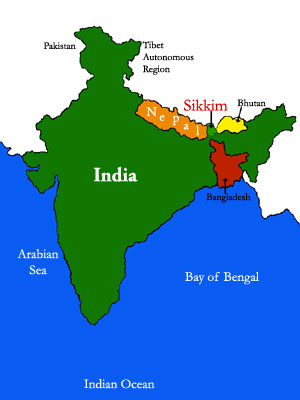 Pakistan
Tibet
Autonomous
Region
Sikkim
Bhutan
Nepal
India
Bangladesh
Arabian
Sea
Bay of Bengal
Indian Ocean